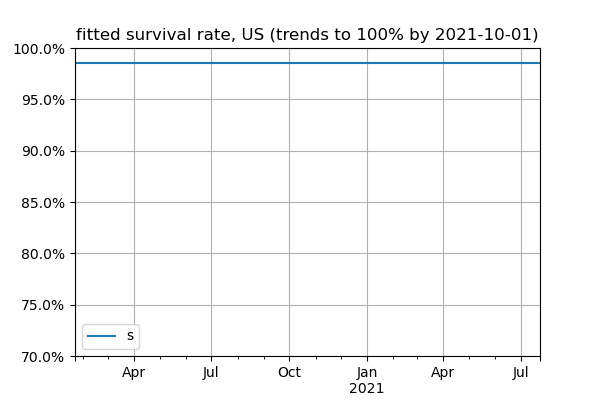 fitted survival rate, US (trends to 100% by 2021-10-01)
100.0%
95.0%
90.0%
85.0%
80.0%
75.0%
70.0%
s
Apr Jul Oct Jan Apr Jul
2021